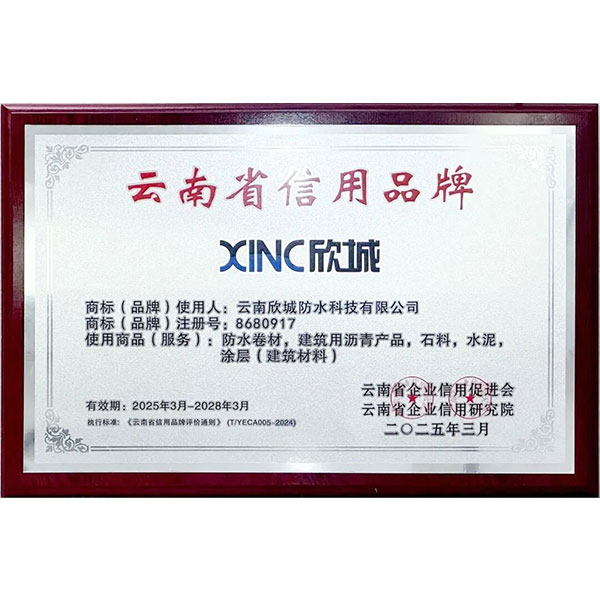 云南省信用品牌
XINC欣城
商标（品牌）使用人：云南欣城防水科技有限公司
商标（品牌）注册号：8680917
使用商品（服务）：防水卷材，建筑用沥青产品，石料，水泥，
涂层（建筑材料）
云南省企业信用促进会
云南省企业信用研究院
二〇二五年三月
有效期：2025年3月-2028年3月
执行标准：《云南省信用品牌评价通则》（T/YECA005-2024）